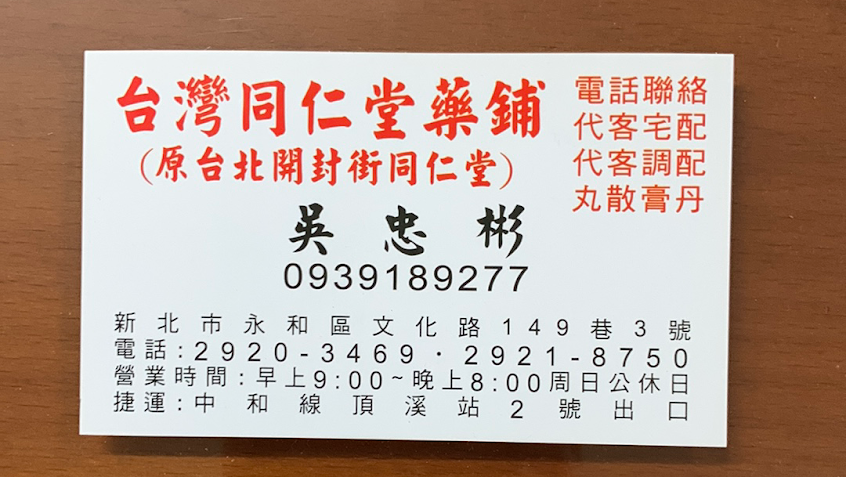 台灣同仁堂藥鋪
(原台北開封街同仁堂)
電話聯絡
代客宅配
代客調配
丸散膏丹
吳忠彬
0939189277
新北市永和區文化路149巷3號
電話:2920-3469·2921-8750
營業時間:早上9:00~晚上8:00周日公休日
捷運:中和線頂溪站2號出口